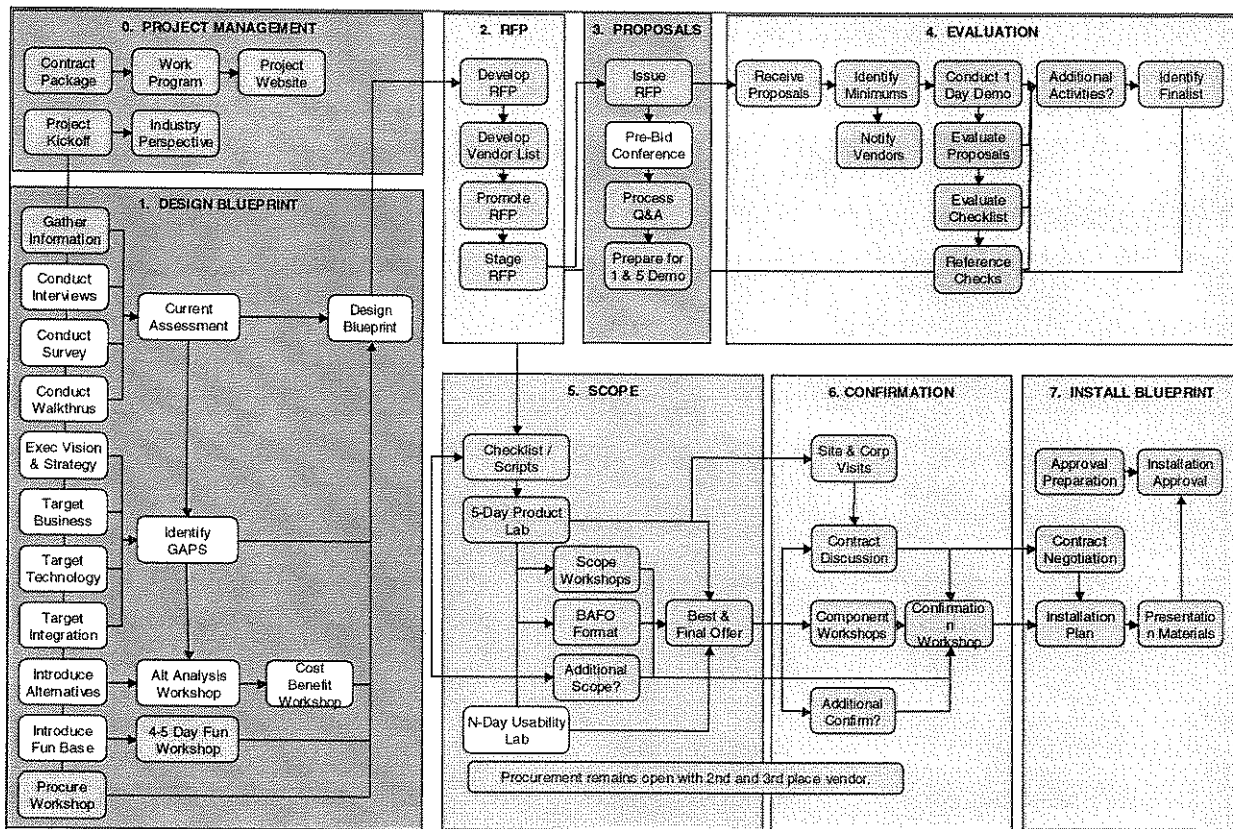 0. PROJECT MANAGEMENT
Contract
Package
Work
Program
Project
Website
Project
Kickoff
Industry
Perspective
1. DESIGN BLUEPRINT
Gather
Information
Conduct
Interviews
Conduct
Survey
Conduct
Walkthrus
Exec Vision
& Strategy
Target
Business
Target
Technology
Target
Integration
Introduce
Alternatives
Introduce
Fun Base
Procure
Workshop
Current
Assessment
Identify
GAPS
Alt Analysis
Workshop
Cost
Benefit
Workshop
4-5 Day Fun
Workshop
Design
Blueprint
2. RFP
Develop
RFP
Develop
Vendor List
Promote
RFP
Stage
RFP
3. PROPOSALS
Issue
RFP
Pre-Bid
Conference
Process
Q&A
Prepare for
1 & 5 Demo
4. EVALUATION
Receive
Proposals
Identify
Minimums
Notify
Vendors
Conduct 1
Day Demo
Evaluate
Proposals
Evaluate
Checklist
Reference
Checks
Additional
Activities?
Identify
Finalist
5. SCOPE
Checklist /
Scripts
5-Day Product
Lab
Scope
Workshops
BAFO
Format
Additional
Scope?
N-Day Usability
Lab
Best &
Final Offer
Procurement remains open with 2nd and 3rd place vendor.
6. CONFIRMATION
Site & Corp
Visits
Contract
Discussion
Component
Workshops
Confirmatio
n
Workshop
Additional
Confirm?
7. INSTALL BLUEPRINT
Approval
Preparation
Installation
Approval
Contract
Negotiation
Installation
Plan
Presentatio
n Materials